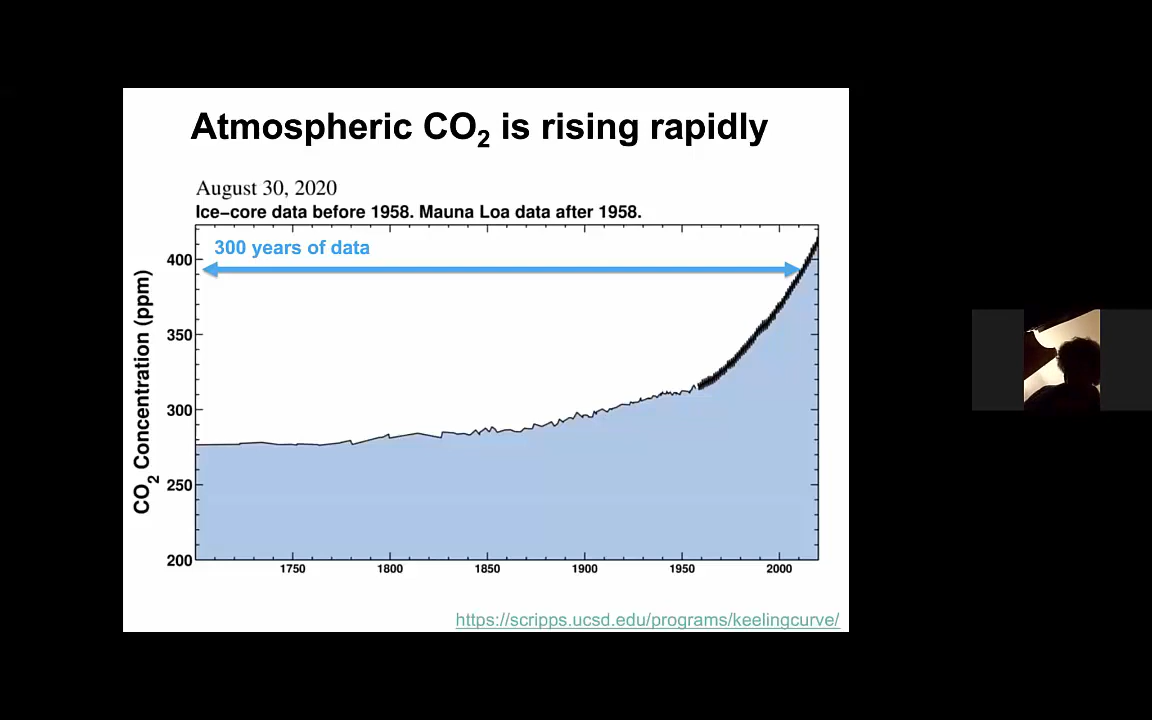 Atmospheric CO₂ is rising rapidly
August 30, 2020
Ice–core data before 1958. Mauna Loa data after 1958.
300 years of data
CO₂ Concentration (ppm)
400
350
300
250
200
1750 1800 1850 1900 1950 2000
https://scripps.ucsd.edu/programs/keelingcurve/